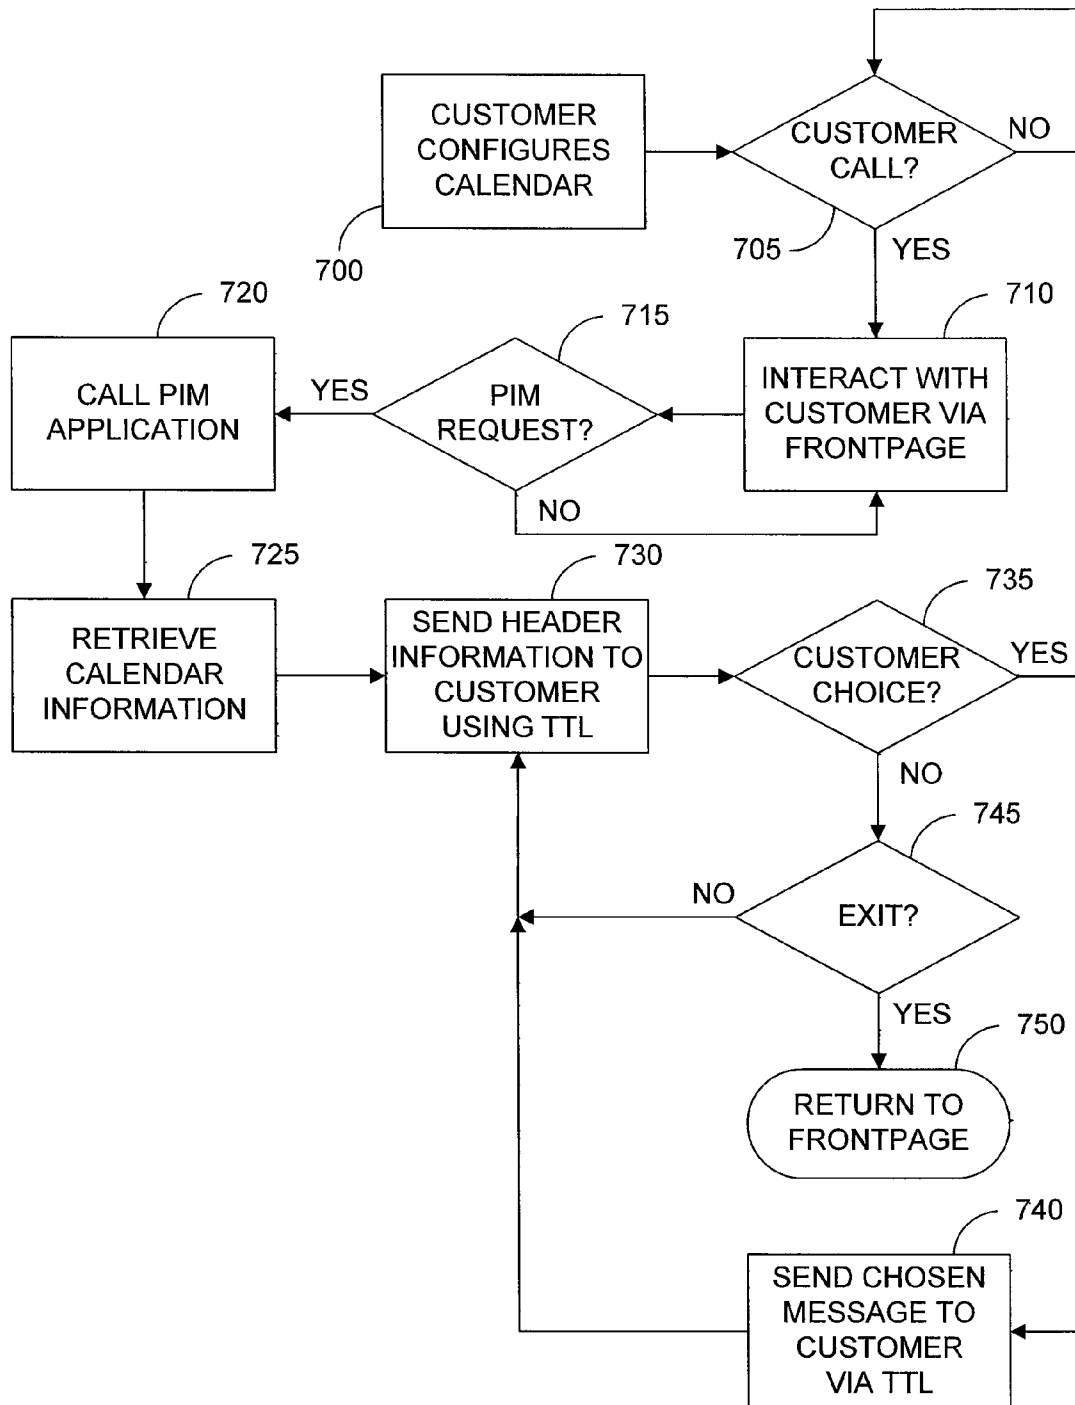 CUSTOMER
CONFIGURES
CALENDAR
700
CUSTOMER
CALL?
NO
705
YES
720
CALL PIM
APPLICATION
YES
715
PIM
REQUEST?
NO
710
INTERACT WITH
CUSTOMER VIA
FRONTPAGE
725
RETRIEVE
CALENDAR
INFORMATION
730
SEND HEADER
INFORMATION TO
CUSTOMER
USING TTL
735
CUSTOMER
CHOICE?
YES
NO
745
EXIT?
NO
YES
750
RETURN TO
FRONTPAGE
740
SEND CHOSEN
MESSAGE TO
CUSTOMER
VIA TTL